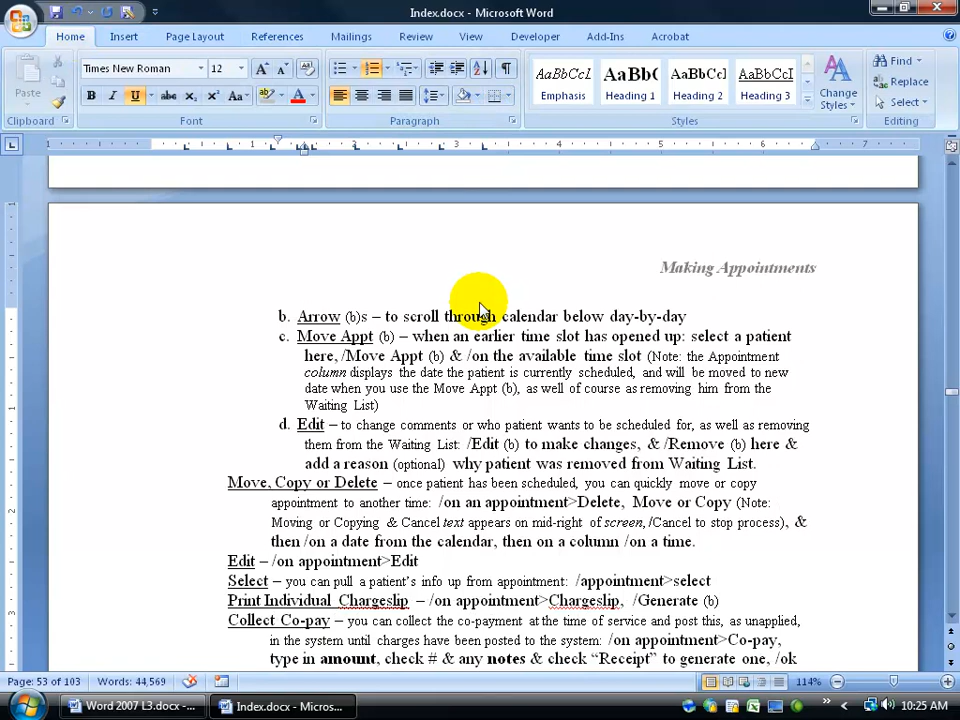 Index.docx - Microsoft Word
Home Insert Page Layout References Mailings Review View Developer Add-Ins Acrobat
Paste
Times New Roman 12
B I U abc X₂ X² Aa A
AaBbCcI Emphasis
AaBb( Heading 1
AaBbCc] Heading 2
AaBbCcI Heading 3
Change Styles
Find
Replace
Select
Clipboard Font Paragraph Styles Editing
Making Appointments
b. Arrow (b)s – to scroll through calendar below day-by-day
c. Move Appt (b) – when an earlier time slot has opened up: select a patient
here, /Move Appt (b) & /on the available time slot (Note: the Appointment
column displays the date the patient is currently scheduled, and will be moved to new
date when you use the Move Appt (b), as well of course as removing him from the
Waiting List)
d. Edit – to change comments or who patient wants to be scheduled for, as well as removing
them from the Waiting List: /Edit (b) to make changes, & /Remove (b) here &
add a reason (optional) why patient was removed from Waiting List.
Move, Copy or Delete – once patient has been scheduled, you can quickly move or copy
appointment to another time: /on an appointment>Delete, Move or Copy (Note:
Moving or Copying & Cancel text appears on mid-right of screen, /Cancel to stop process), &
then /on a date from the calendar, then on a column /on a time.
Edit – /on appointment>Edit
Select – you can pull a patient's info up from appointment: /appointment>select
Print Individual Chargeslip – /on appointment>Chargeslip, /Generate (b)
Collect Co-pay – you can collect the co-payment at the time of service and post this, as unapplied,
in the system until charges have been posted to the system: /on appointment>Co-pay,
type in amount, check # & any notes & check “Receipt” to generate one, /ok
Page: 53 of 103 Words: 44,569 114%
Word 2007 L3.docx -... Index.docx - Micros... 10:25 AM